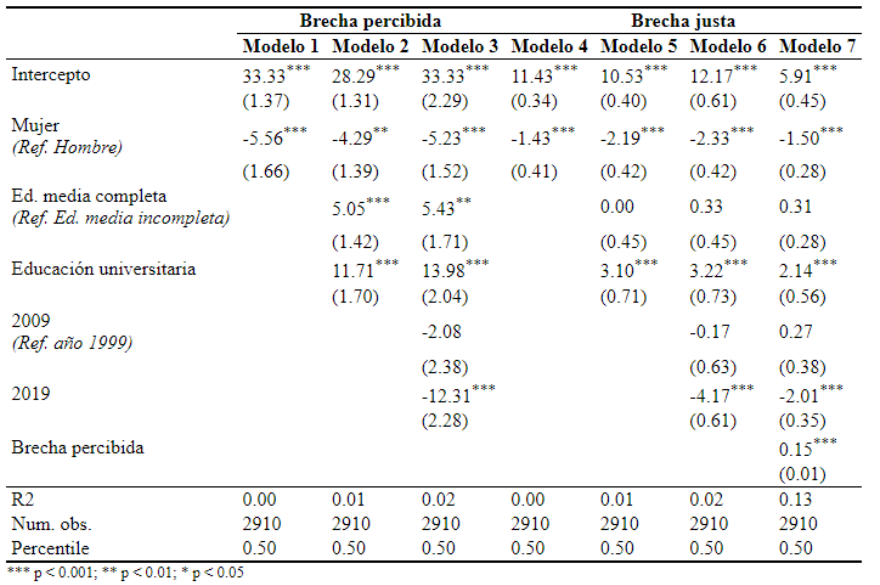 Brecha percibida Brecha justa
Modelo 1 Modelo 2 Modelo 3 Modelo 4 Modelo 5 Modelo 6 Modelo 7
Intercepto 33.33*** 28.29*** 33.33*** 11.43*** 10.53*** 12.17*** 5.91***
(1.37) (1.31) (2.29) (0.34) (0.40) (0.61) (0.45)
Mujer
(Ref. Hombre) -5.56*** -4.29** -5.23*** -1.43*** -2.19*** -2.33*** -1.50***
(1.66) (1.39) (1.52) (0.41) (0.42) (0.42) (0.28)
Ed. media completa
(Ref. Ed. media incompleta) 5.05*** 5.43** 0.00 0.33 0.31
(1.42) (1.71) (0.45) (0.45) (0.28)
Educación universitaria 11.71*** 13.98*** 3.10*** 3.22*** 2.14***
(1.70) (2.04) (0.71) (0.73) (0.56)
2009
(Ref. año 1999) -2.08 -0.17 0.27
(2.38) (0.63) (0.38)
2019 -12.31*** -4.17*** -2.01***
(2.28) (0.61) (0.35)
Brecha percibida 0.15***
(0.01)
R2 0.00 0.01 0.02 0.00 0.01 0.02 0.13
Num. obs. 2910 2910 2910 2910 2910 2910 2910
Percentile 0.50 0.50 0.50 0.50 0.50 0.50 0.50
*** p < 0.001; ** p < 0.01; * p < 0.05